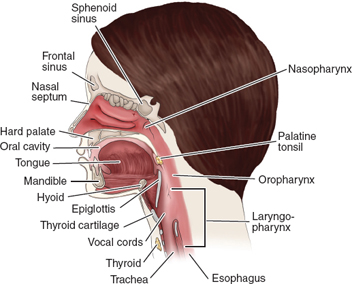 Sphenoid
sinus
Frontal
sinus
Nasal
septum
Nasopharynx
Hard palate
Oral cavity
Tongue
Mandible
Hyoid
Epiglottis
Thyroid cartilage
Vocal cords
Thyroid
Trachea
Palatine
tonsil
Oropharynx
Laryngo-
pharynx
Esophagus